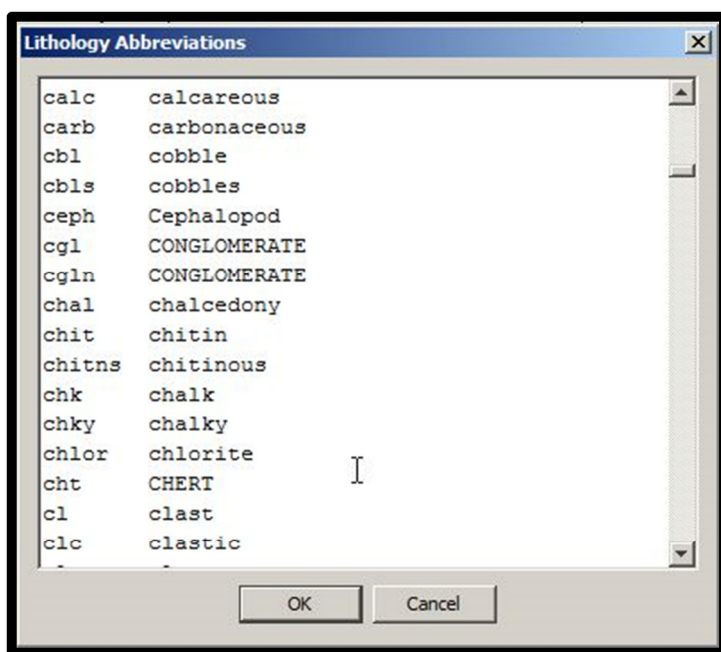 Lithology Abbreviations
calc calcareous
carb carbonaceous
cbl cobble
cbls cobbles
ceph Cephalopod
cgl CONGLOMERATE
cgln CONGLOMERATE
chal chalcedony
chit chitin
chitns chitinous
chk chalk
chky chalky
chlor chlorite
cht CHERT
cl clast
clc clastic
OK Cancel